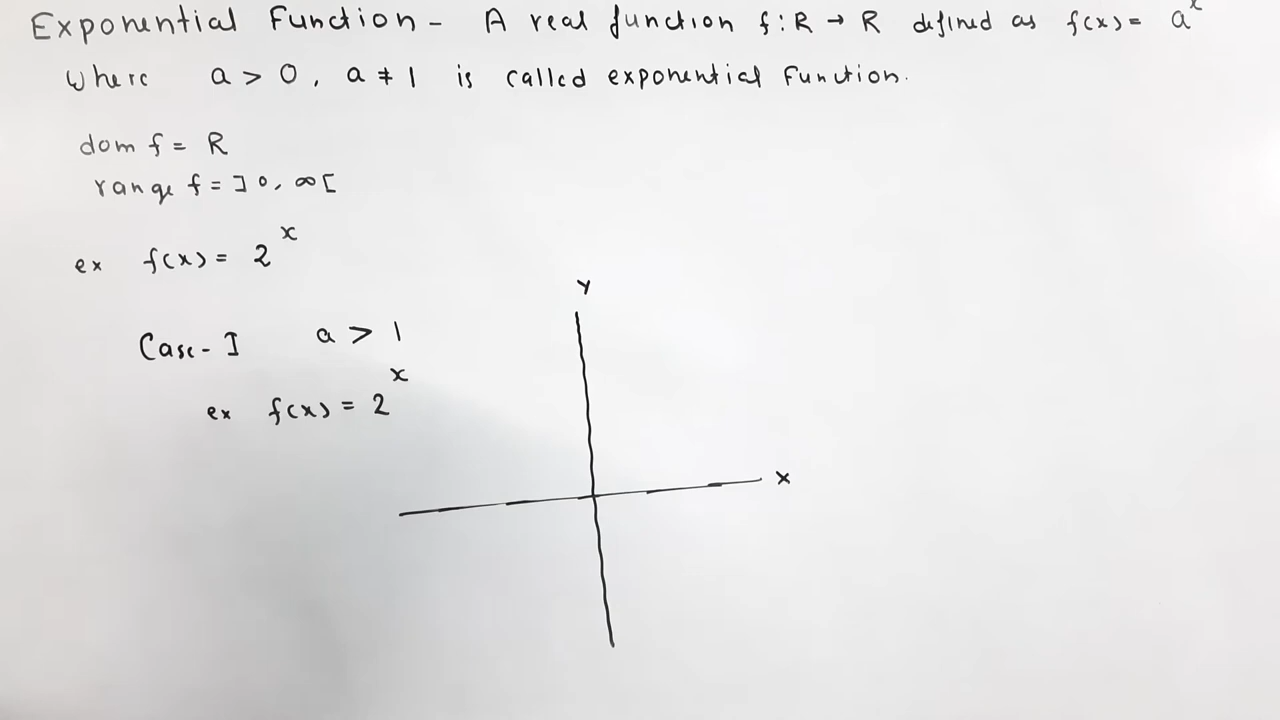 Exponential Function - A real function f : R → R defined as f(x) = a^x
Where a > 0, a ≠ 1 is called exponential function.
dom f = R
range f = ]0, ∞[
ex f(x) = 2^x
Case - I a > 1
ex f(x) = 2^x
Y
X